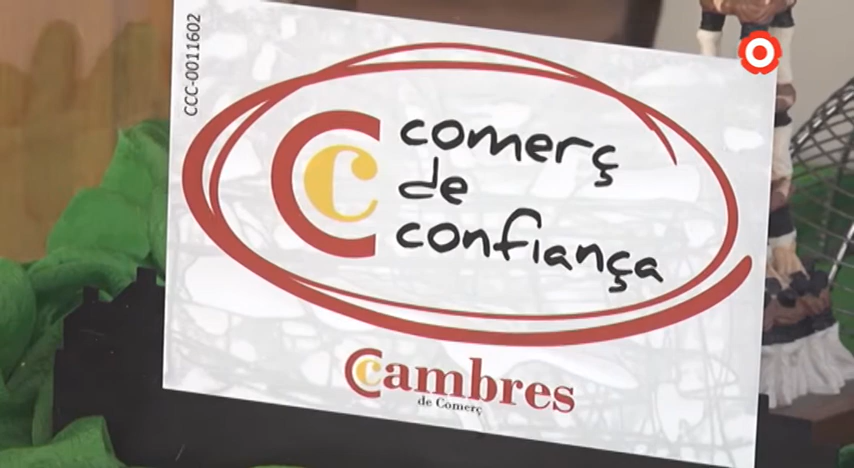 CCC-0011602
comerç
de
confiança
Cambres
de Comerç